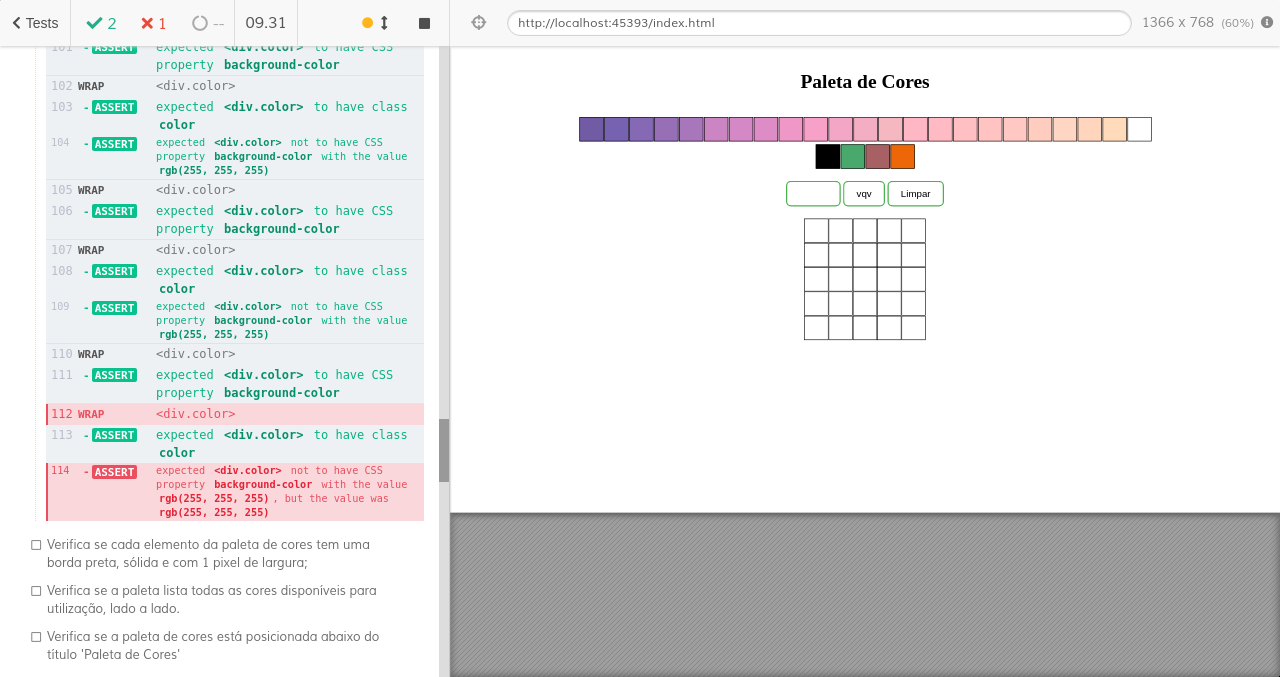 Tests
2
1
--
09.31
http://localhost:45393/index.html
1366 x 768 (60%)
101 - ASSERT expected <div.color> to have CSS
property background-color
102 WRAP <div.color>
103 - ASSERT expected <div.color> to have class
color
104 - ASSERT expected <div.color> not to have CSS
property background-color with the value
rgb(255, 255, 255)
105 WRAP <div.color>
106 - ASSERT expected <div.color> to have CSS
property background-color
107 WRAP <div.color>
108 - ASSERT expected <div.color> to have class
color
109 - ASSERT expected <div.color> not to have CSS
property background-color with the value
rgb(255, 255, 255)
110 WRAP <div.color>
111 - ASSERT expected <div.color> to have CSS
property background-color
112 WRAP <div.color>
113 - ASSERT expected <div.color> to have class
color
114 - ASSERT expected <div.color> not to have CSS
property background-color with the value
rgb(255, 255, 255), but the value was
rgb(255, 255, 255)
Verifica se cada elemento da paleta de cores tem uma
borda preta, sólida e com 1 pixel de largura;
Verifica se a paleta lista todas as cores disponíveis para
utilização, lado a lado.
Verifica se a paleta de cores está posicionada abaixo do
título 'Paleta de Cores'
Paleta de Cores
vqv
Limpar